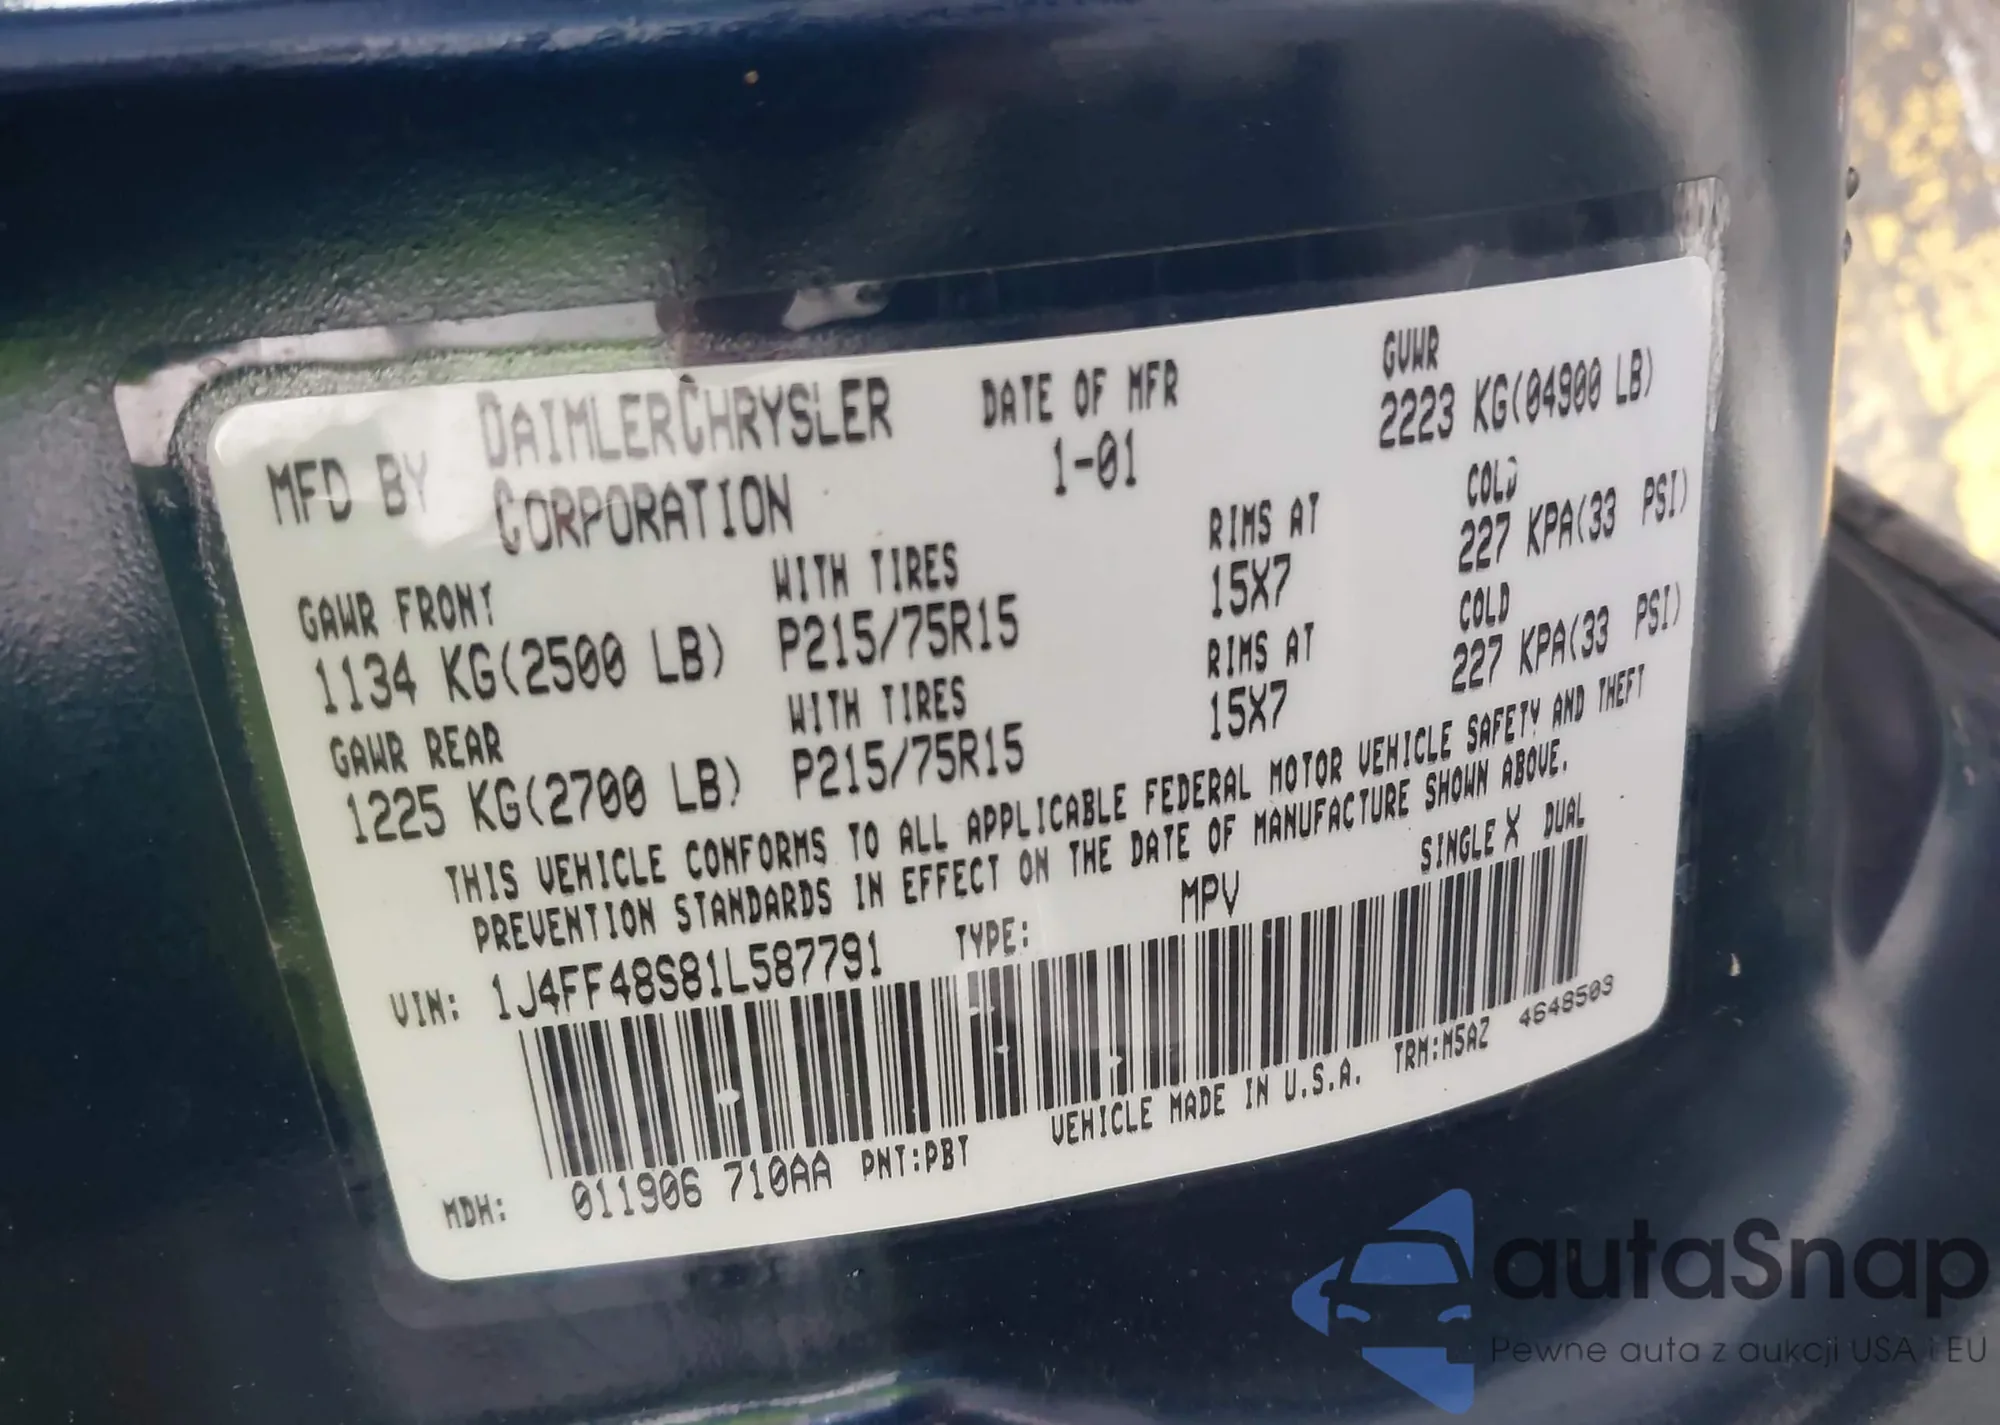 MFD BY DAIMLERCHRYSLER CORPORATION DATE OF MFR 1-01 GVWR 2223 KG(04900 LB)
GAWR FRONT WITH TIRES RIMS AT COLD
1134 KG(2500 LB) P215/75R15 15X7 227 KPA(33 PSI)
GAWR REAR WITH TIRES RIMS AT COLD
1225 KG(2700 LB) P215/75R15 15X7 227 KPA(33 PSI)
THIS VEHICLE CONFORMS TO ALL APPLICABLE FEDERAL MOTOR VEHICLE SAFETY AND THEFT
PREVENTION STANDARDS IN EFFECT ON THE DATE OF MANUFACTURE SHOWN ABOVE.
VIN: 1J4FF48S81L587791 TYPE: MPV SINGLE X DUAL
MDH: 011906 710AA PNT:PBT VEHICLE MADE IN U.S.A. TRM:M5AZ 4648503
autaSnap
Pewne auta z aukcji USA i EU